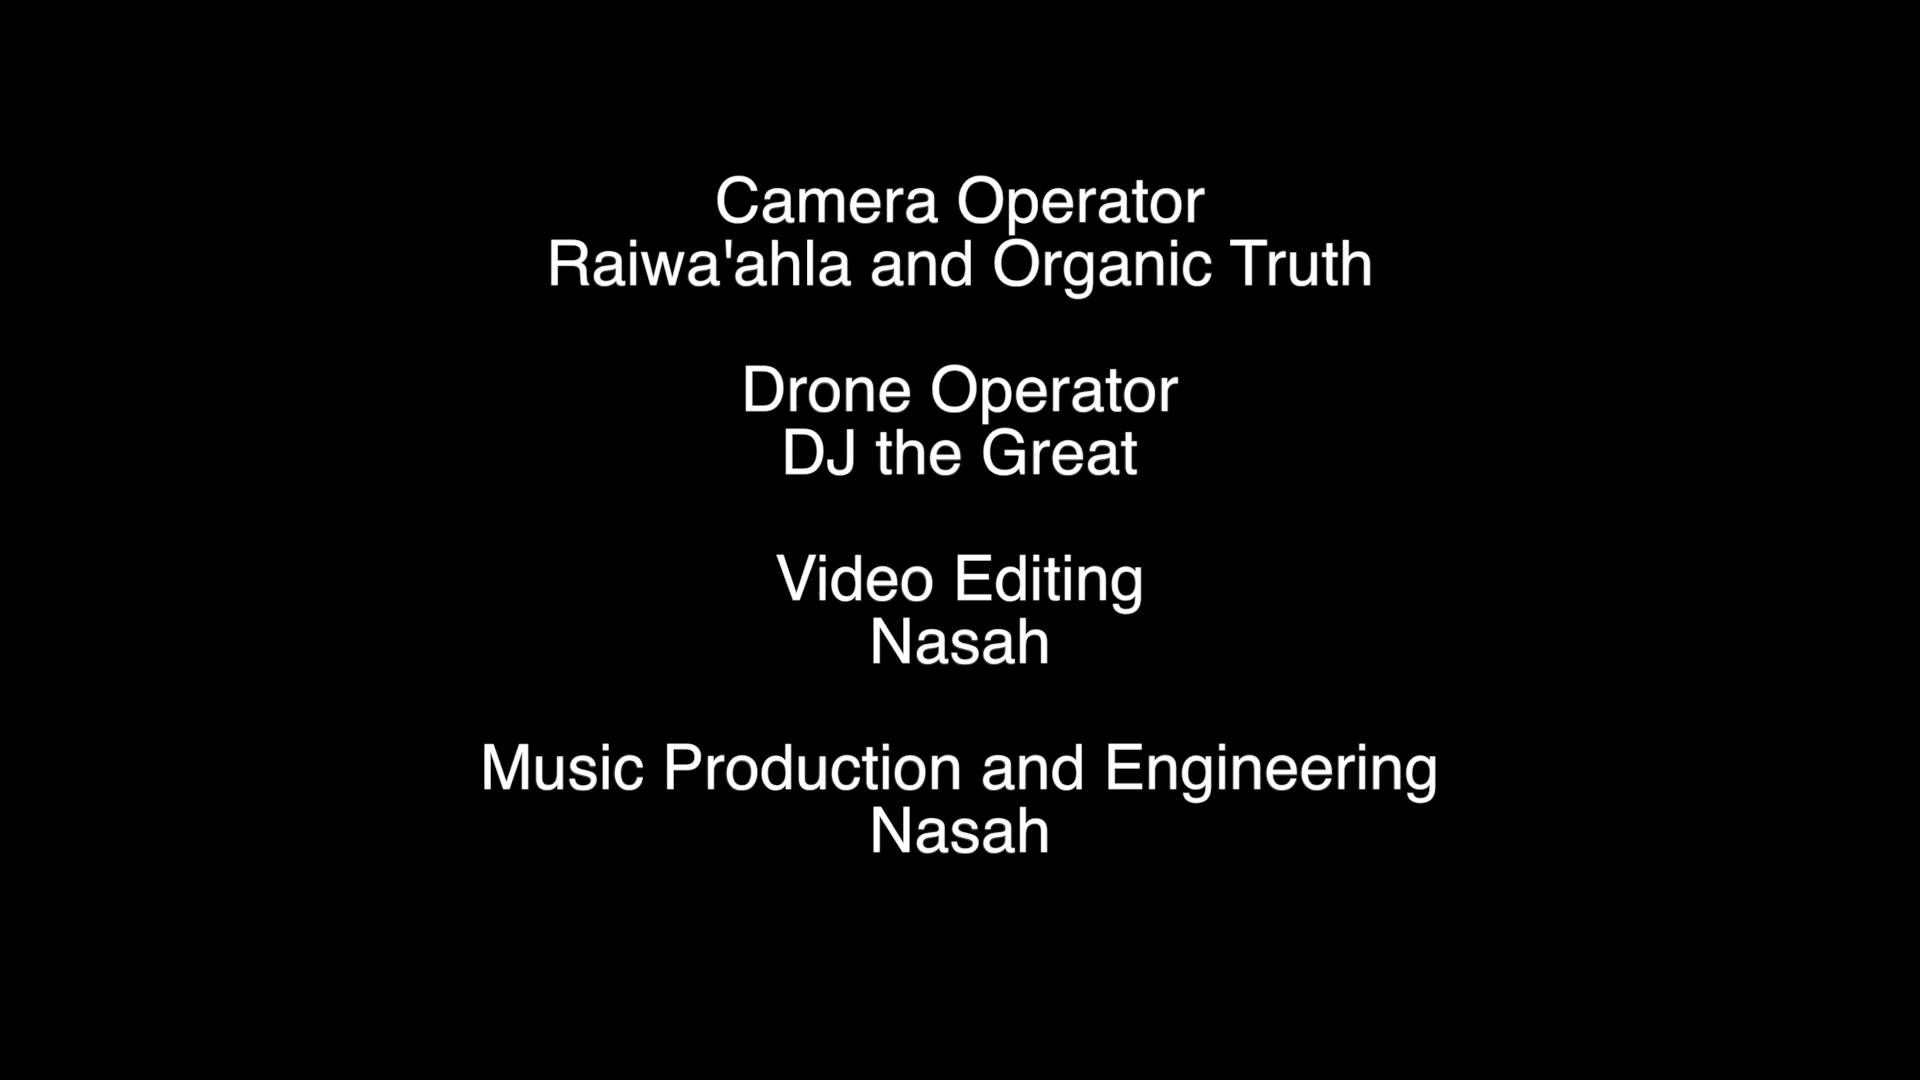 Camera Operator
Raiwa'ahla and Organic Truth
Drone Operator
DJ the Great
Video Editing
Nasah
Music Production and Engineering
Nasah